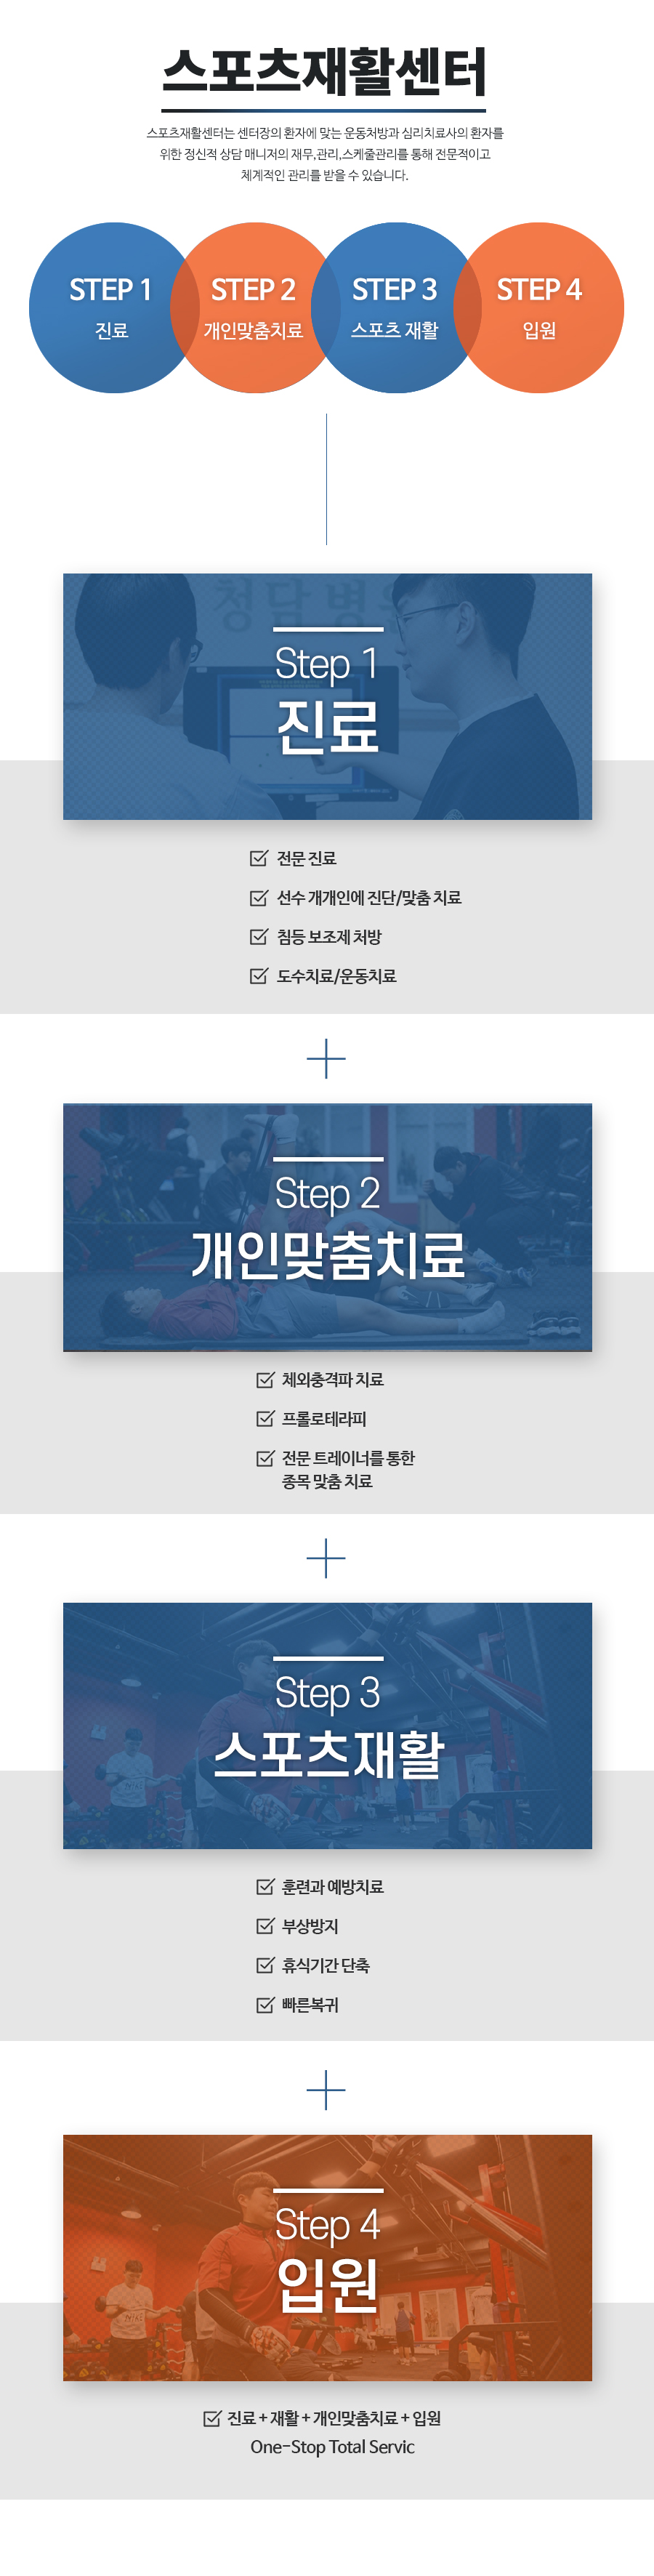 스포츠재활센터
스포츠재활센터는 센터장의 환자에 맞는 운동처방과 심리치료사의 환자를
위한 정신적 상담 매니저의 재무,관리,스케줄관리를 통해 전문적이고
체계적인 관리를 받을 수 있습니다.
STEP 1
진료
STEP 2
개인맞춤치료
STEP 3
스포츠 재활
STEP 4
입원
청담병
Step 1
진료
전문 진료
선수 개개인에 진단/맞춤 치료
침등 보조제 처방
도수치료/운동치료
Step 2
개인맞춤치료
체외충격파 치료
프롤로테라피
전문 트레이너를 통한
종목 맞춤 치료
Step 3
스포츠재활
훈련과 예방치료
부상방지
휴식기간 단축
빠른복귀
Step 4
입원
진료 + 재활 + 개인맞춤치료 + 입원
One-Stop Total Servic